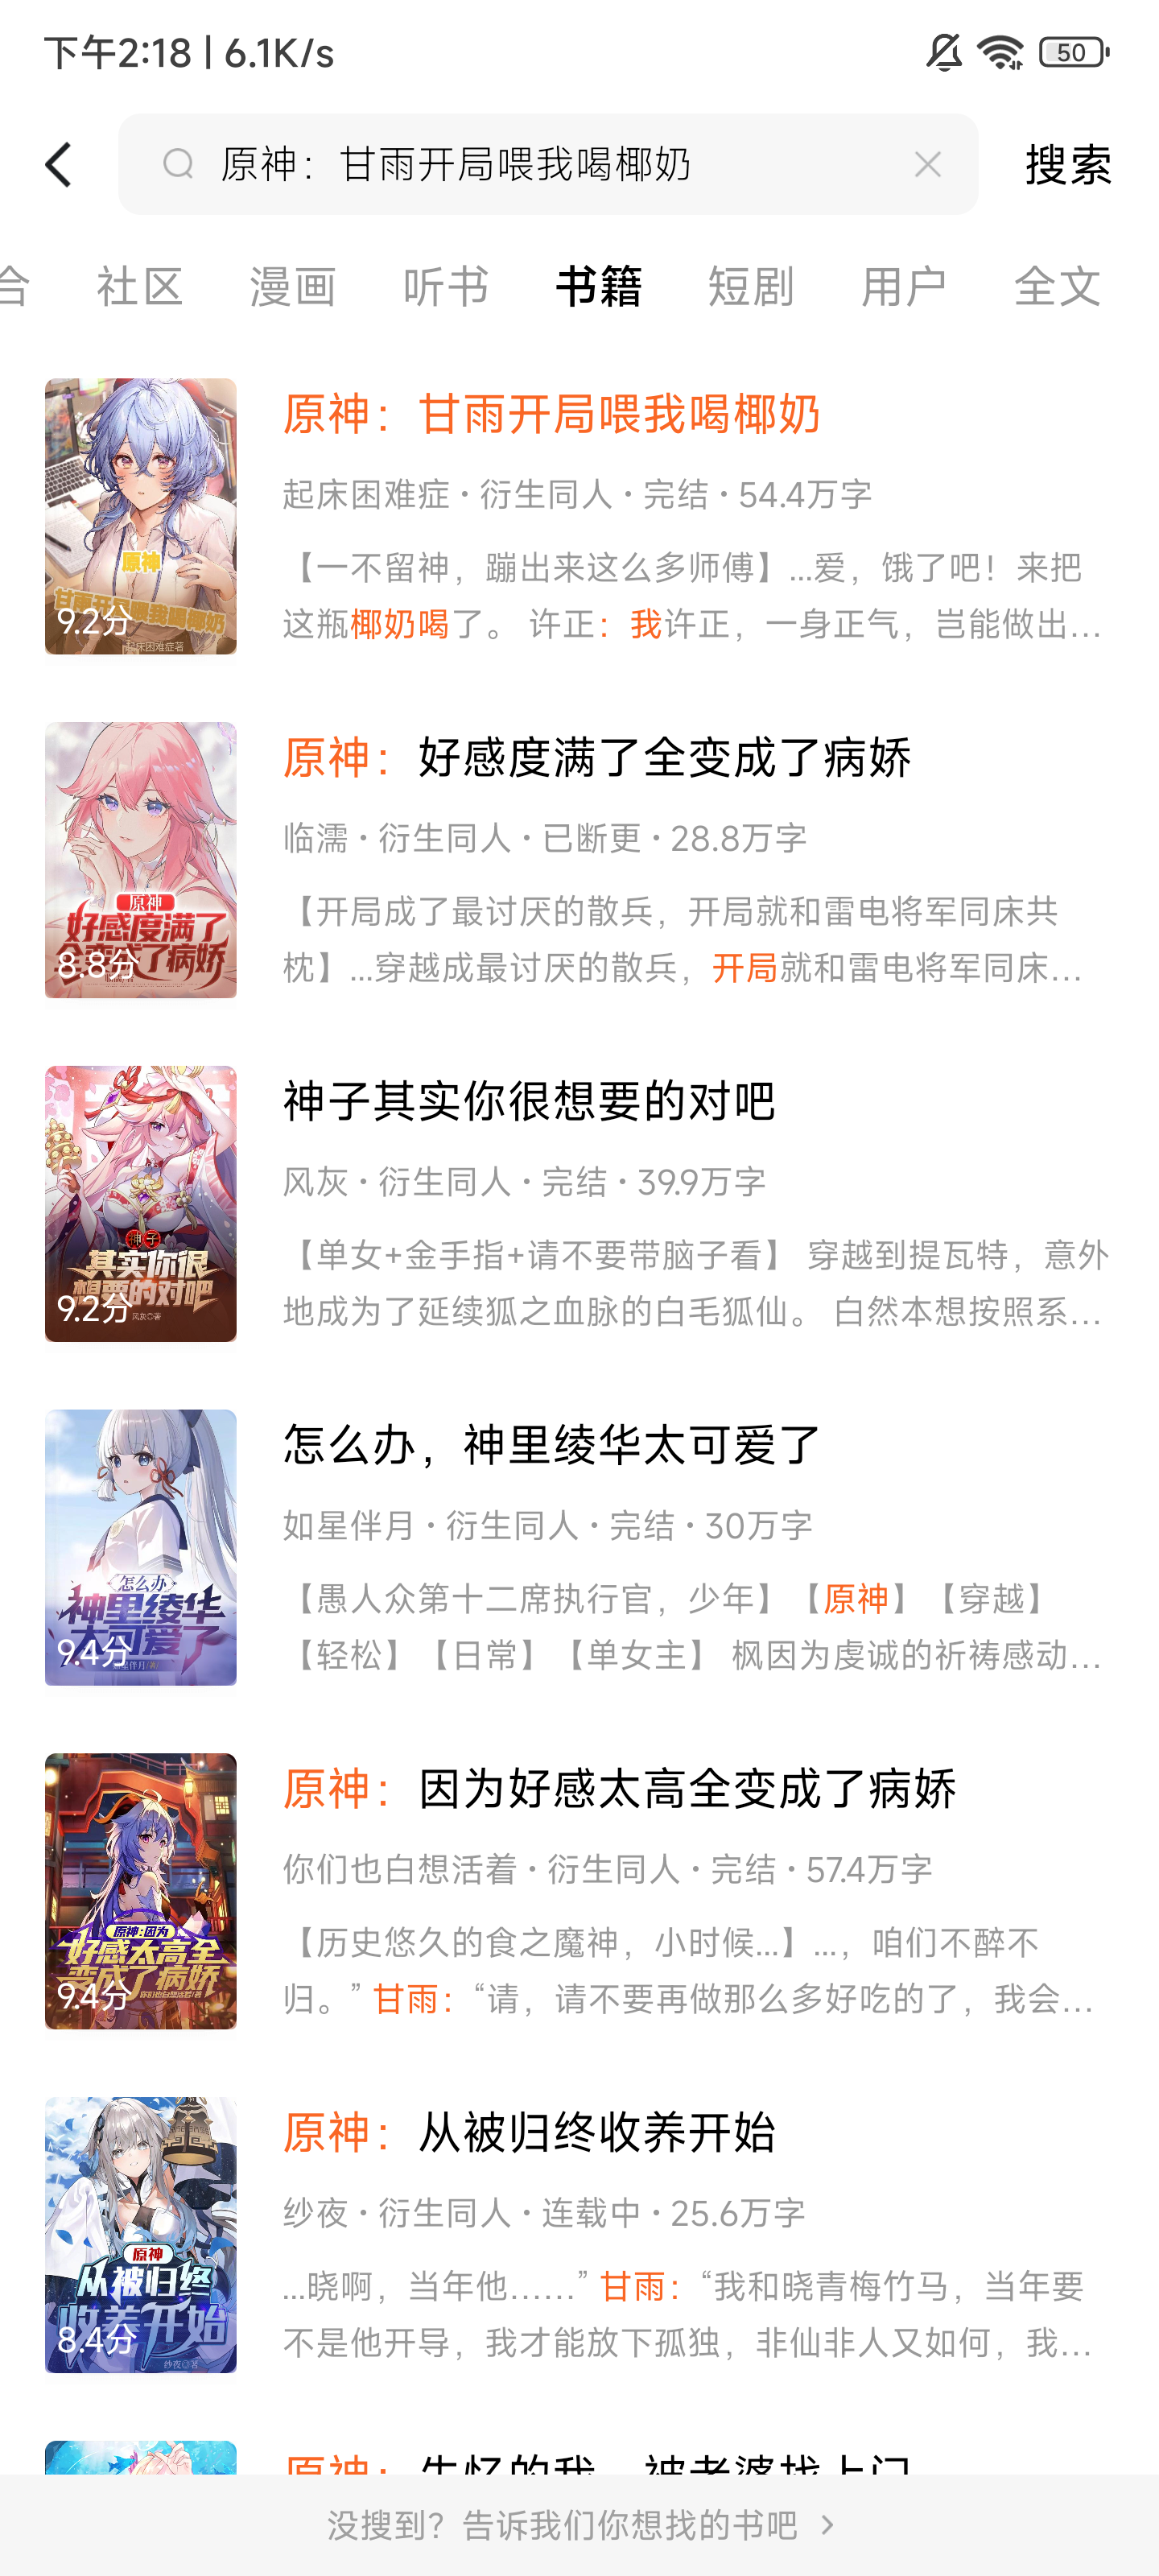 下午2:18 | 6.1K/s
50
原神：甘雨开局喂我喝椰奶
搜索
合 社区 漫画 听书 书籍 短剧 用户 全文
原神：甘雨开局喂我喝椰奶
起床困难症·衍生同人·完结·54.4万字
【一不留神，蹦出来这么多师傅】...爱，饿了吧！来把
这瓶椰奶喝了。 许正：我许正，一身正气，岂能做出...
原神
甘雨开局喂我喝椰奶
9.2分
起床困难症著
原神：好感度满了全变成了病娇
临濡·衍生同人·已断更·28.8万字
【开局成了最讨厌的散兵，开局就和雷电将军同床共
枕】...穿越成最讨厌的散兵，开局就和雷电将军同床...
原神
好感度满了
全变成了病娇
8.8分
神子其实你很想要的对吧
风灰·衍生同人·完结·39.9万字
【单女+金手指+请不要带脑子看】 穿越到提瓦特，意外
地成为了延续狐之血脉的白毛狐仙。 白然本想按照系...
神子
其实你很
想要的对吧
9.2分
风灰◎著
怎么办，神里绫华太可爱了
如星伴月·衍生同人·完结·30万字
【愚人众第十二席执行官，少年】【原神】【穿越】
【轻松】【日常】【单女主】 枫因为虔诚的祈祷感动...
怎么办
神里绫华
太可爱了
9.4分
原神：因为好感太高全变成了病娇
你们也白想活着·衍生同人·完结·57.4万字
【历史悠久的食之魔神，小时候...】...，咱们不醉不
归。” 甘雨：“请，请不要再做那么多好吃的了，我会...
原神:因为
好感太高全
变成了病娇
9.4分
你们也白想活着/著
原神：从被归终收养开始
纱夜·衍生同人·连载中·25.6万字
...晓啊，当年他......” 甘雨：“我和晓青梅竹马，当年要
不是他开导，我才能放下孤独，非仙非人又如何，我...
原神
从被归终
收养开始
8.4分
纱夜◎著
原神：失忆的我，被老婆找上门
没搜到？告诉我们你想找的书吧 >